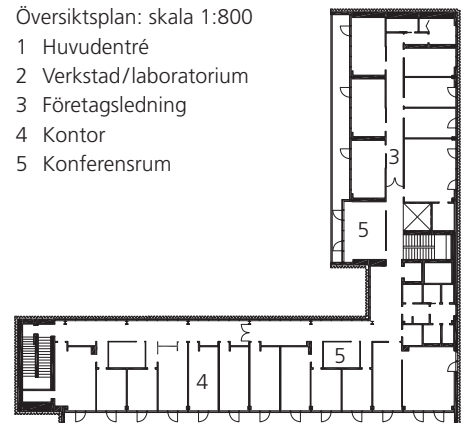 Översiktsplan: skala 1:800
1 Huvudentré
2 Verkstad/laboratorium
3 Företagsledning
4 Kontor
5 Konferensrum
3
5
5
4